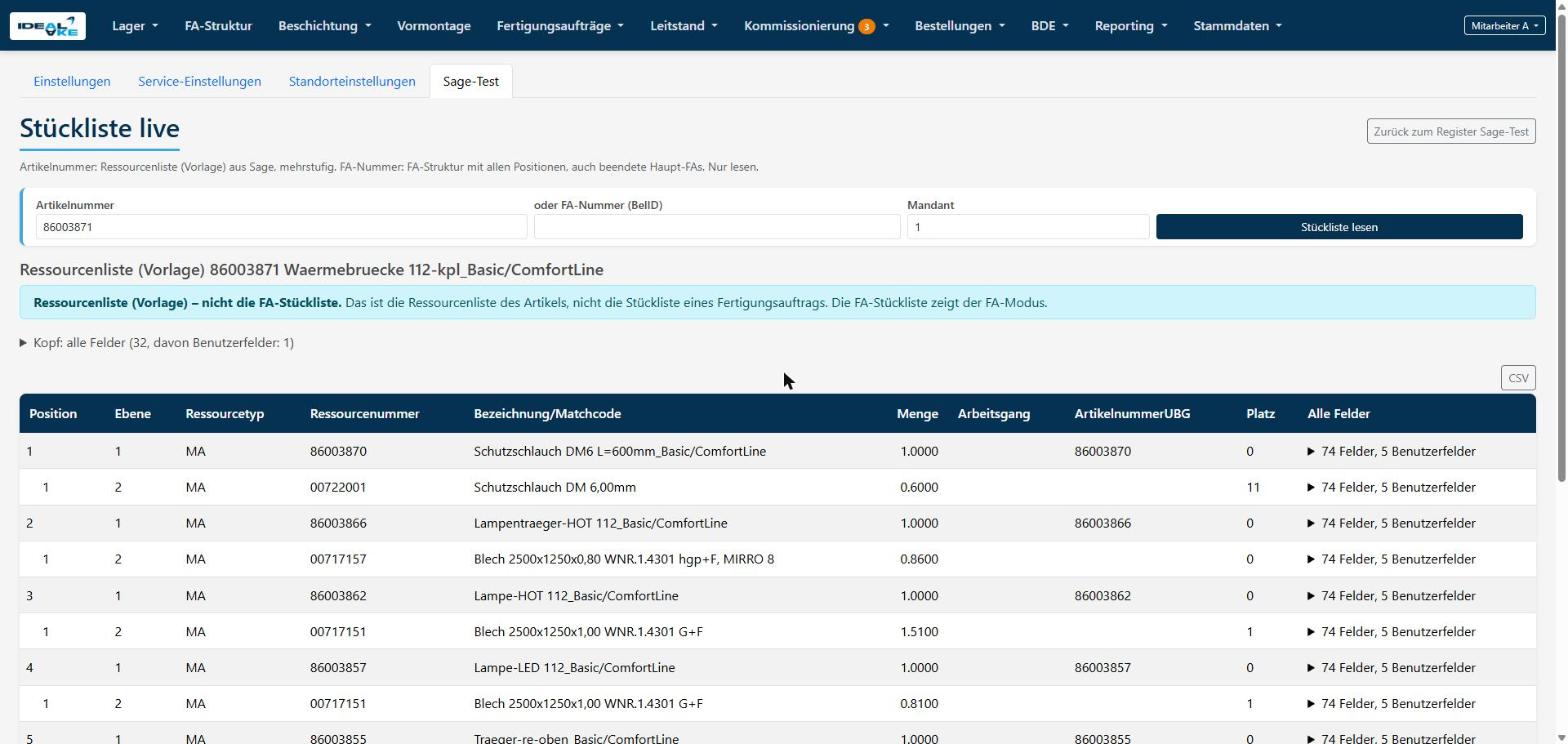 IDEAL AKE
Lager FA-Struktur Beschichtung Vormontage Fertigungsaufträge Leitstand Kommissionierung 3 Bestellungen BDE Reporting Stammdaten Mitarbeiter A
Einstellungen Service-Einstellungen Standorteinstellungen Sage-Test
Stückliste live
Zurück zum Register Sage-Test
Artikelnummer: Ressourcenliste (Vorlage) aus Sage, mehrstufig. FA-Nummer: FA-Struktur mit allen Positionen, auch beendete Haupt-FAs. Nur lesen.
Artikelnummer oder FA-Nummer (BelID) Mandant
86003871 1 Stückliste lesen
Ressourcenliste (Vorlage) 86003871 Waermebruecke 112-kpl_Basic/ComfortLine
Ressourcenliste (Vorlage) – nicht die FA-Stückliste. Das ist die Ressourcenliste des Artikels, nicht die Stückliste eines Fertigungsauftrags. Die FA-Stückliste zeigt der FA-Modus.
Kopf: alle Felder (32, davon Benutzerfelder: 1)
CSV
Position Ebene Ressourcetyp Ressourcenummer Bezeichnung/Matchcode Menge Arbeitsgang ArtikelnummerUBG Platz Alle Felder
1 1 MA 86003870 Schutzschlauch DM6 L=600mm_Basic/ComfortLine 1.0000 86003870 0 74 Felder, 5 Benutzerfelder
1 2 MA 00722001 Schutzschlauch DM 6,00mm 0.6000 11 74 Felder, 5 Benutzerfelder
2 1 MA 86003866 Lampentraeger-HOT 112_Basic/ComfortLine 1.0000 86003866 0 74 Felder, 5 Benutzerfelder
1 2 MA 00717157 Blech 2500x1250x0,80 WNR.1.4301 hgp+F, MIRRO 8 0.8600 0 74 Felder, 5 Benutzerfelder
3 1 MA 86003862 Lampe-HOT 112_Basic/ComfortLine 1.0000 86003862 0 74 Felder, 5 Benutzerfelder
1 2 MA 00717151 Blech 2500x1250x1,00 WNR.1.4301 G+F 1.5100 1 74 Felder, 5 Benutzerfelder
4 1 MA 86003857 Lampe-LED 112_Basic/ComfortLine 1.0000 86003857 0 74 Felder, 5 Benutzerfelder
1 2 MA 00717151 Blech 2500x1250x1,00 WNR.1.4301 G+F 0.8100 1 74 Felder, 5 Benutzerfelder
5 1 MA 86003855 Traeger-re-oben_Basic/ComfortLine 1.0000 86003855 0 74 Felder, 5 Benutzerfelder